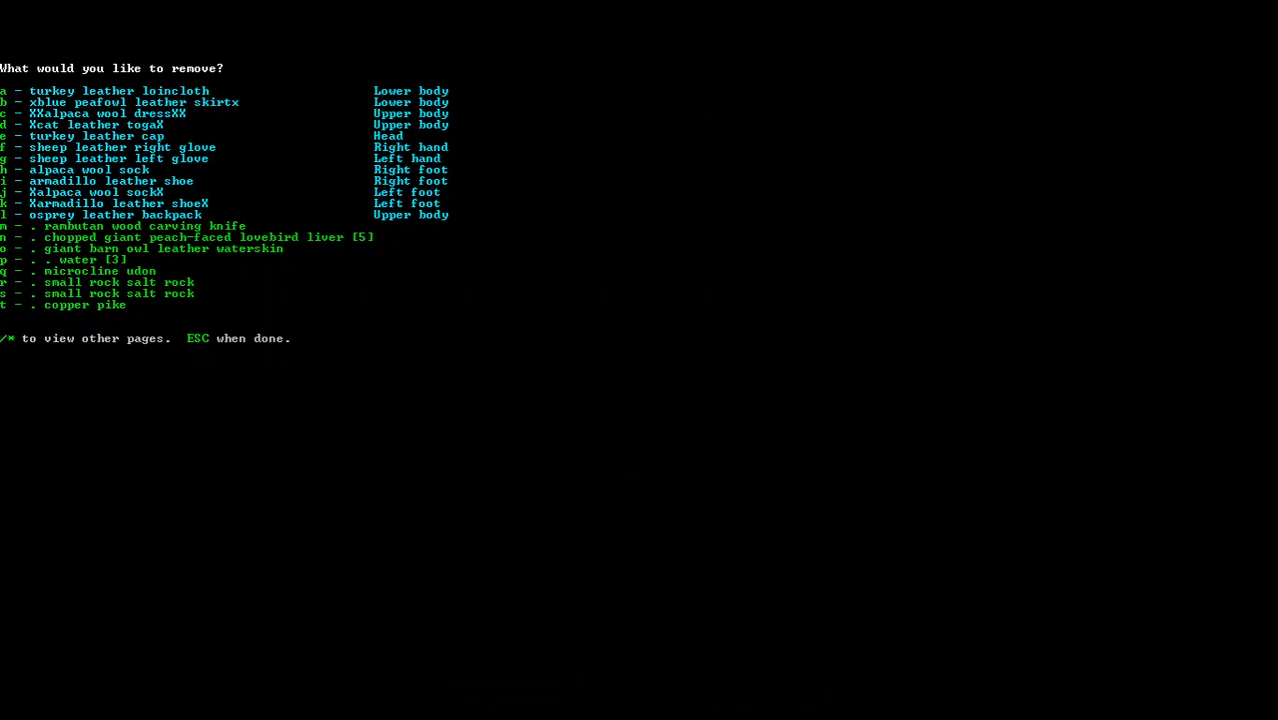 What would you like to remove?
a - turkey leather loincloth Lower body
b - xblue peafowl leather skirtx Lower body
c - XXalpaca wool dressXX Upper body
d - Xcat leather togaX Upper body
e - turkey leather cap Head
f - sheep leather right glove Right hand
g - sheep leather left glove Left hand
h - alpaca wool sock Right foot
i - armadillo leather shoe Right foot
j - Xalpaca wool sockX Left foot
k - Xarmadillo leather shoeX Left foot
l - osprey leather backpack Upper body
m - . rambutan wood carving knife
n - . chopped giant peach-faced lovebird liver [5]
o - . giant barn owl leather waterskin
p - . . water [3]
q - . microcline udon
r - . small rock salt rock
s - . small rock salt rock
t - . copper pike
/* to view other pages.  ESC when done.